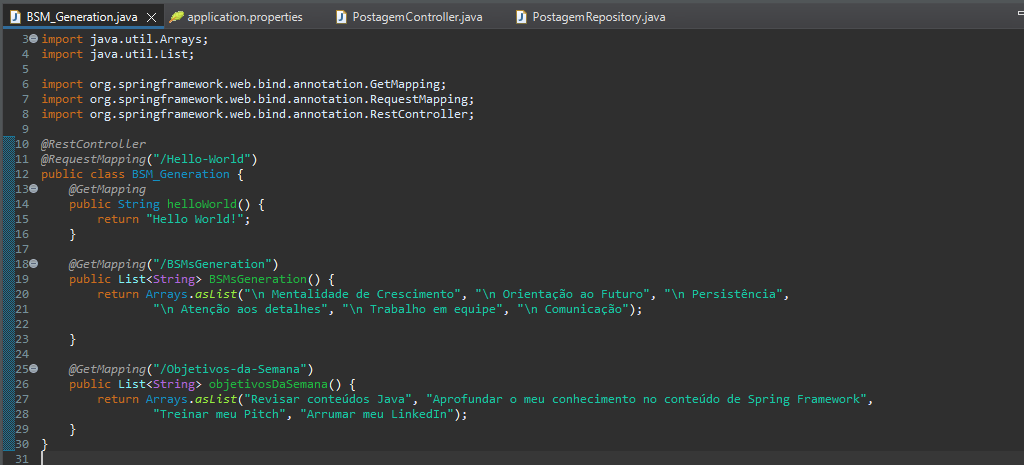 BSM_Generation.java application.properties PostagemController.java PostagemRepository.java
3 import java.util.Arrays;
4 import java.util.List;
5
6 import org.springframework.web.bind.annotation.GetMapping;
7 import org.springframework.web.bind.annotation.RequestMapping;
8 import org.springframework.web.bind.annotation.RestController;
9
10 @RestController
11 @RequestMapping("/Hello-World")
12 public class BSM_Generation {
13 @GetMapping
14 public String helloWorld() {
15 return "Hello World!";
16 }
17
18 @GetMapping("/BSMsGeneration")
19 public List<String> BSMsGeneration() {
20 return Arrays.asList("\n Mentalidade de Crescimento", "\n Orientação ao Futuro", "\n Persistência",
21 "\n Atenção aos detalhes", "\n Trabalho em equipe", "\n Comunicação");
22
23 }
24
25 @GetMapping("/Objetivos-da-Semana")
26 public List<String> objetivosDaSemana() {
27 return Arrays.asList("Revisar conteúdos Java", "Aprofundar o meu conhecimento no conteúdo de Spring Framework",
28 "Treinar meu Pitch", "Arrumar meu LinkedIn");
29 }
30 }
31